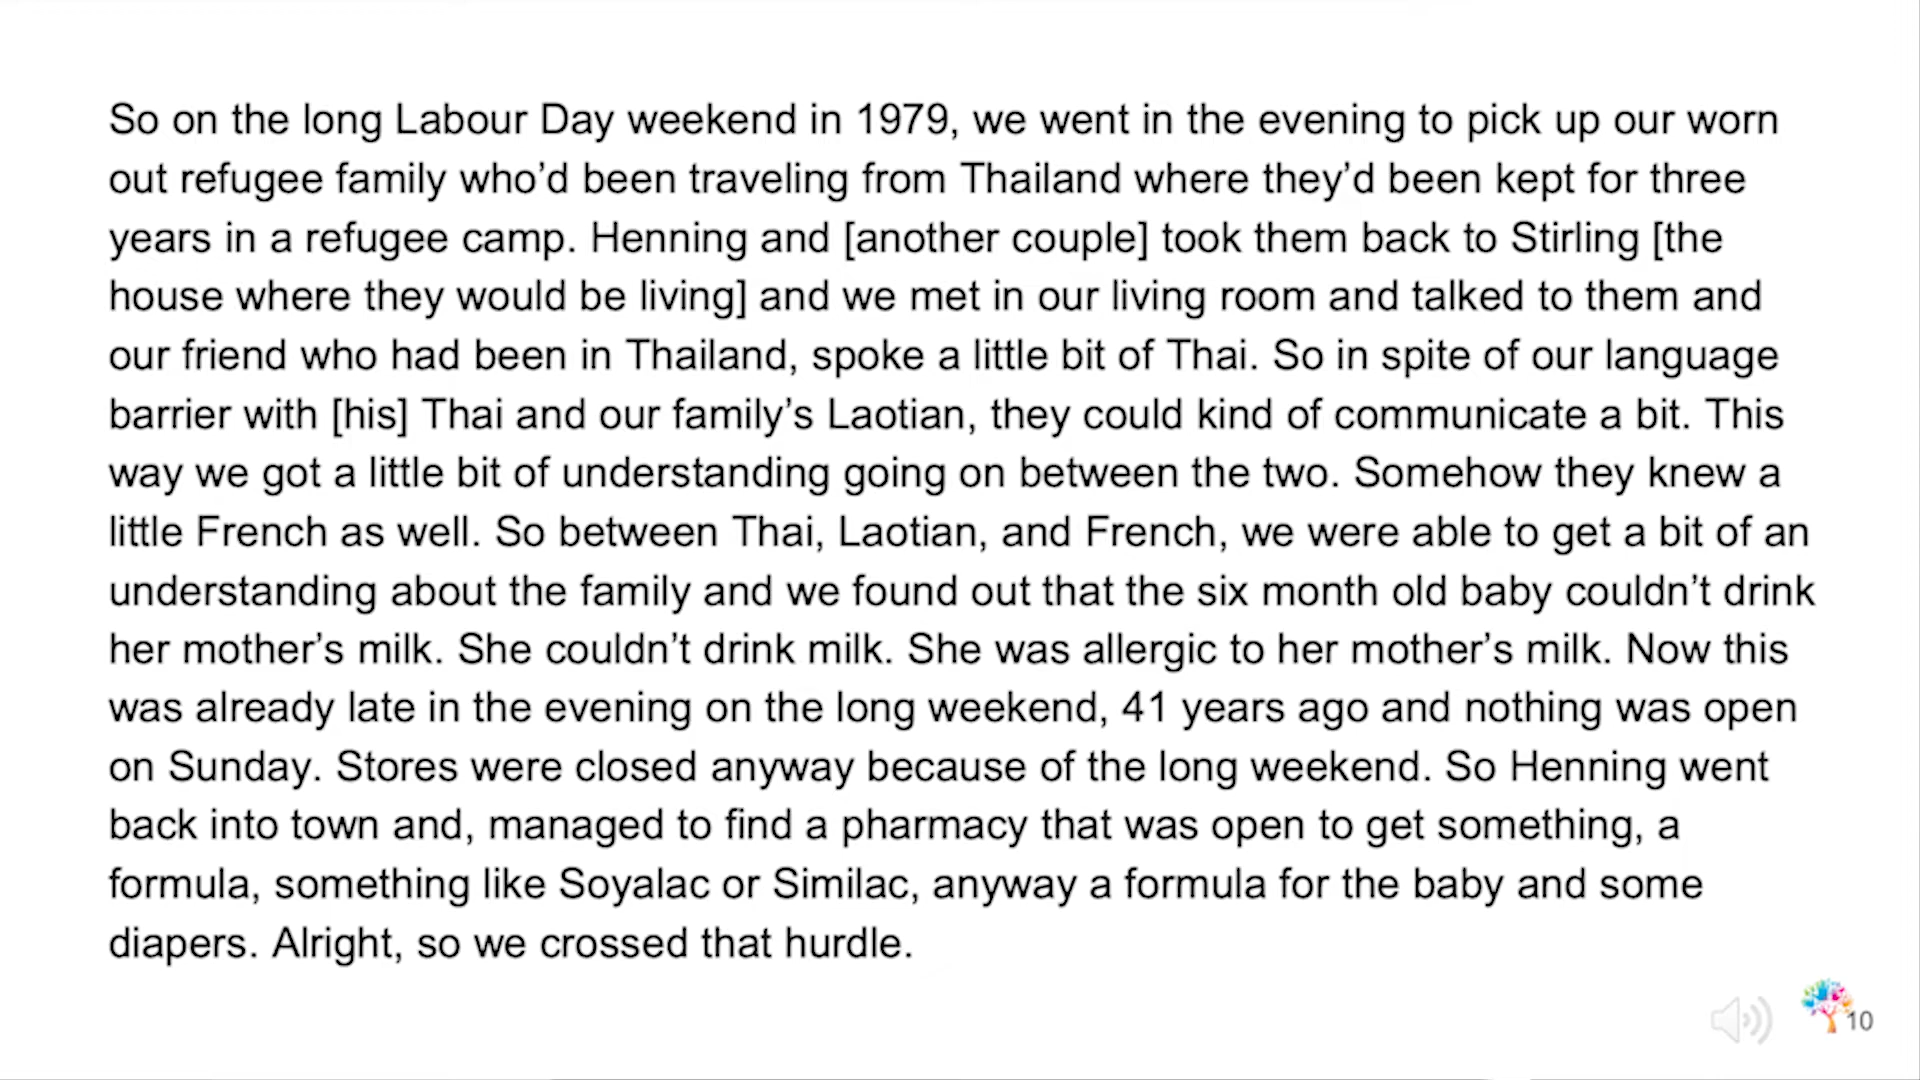 So on the long Labour Day weekend in 1979, we went in the evening to pick up our worn
out refugee family who’d been traveling from Thailand where they’d been kept for three
years in a refugee camp. Henning and [another couple] took them back to Stirling [the
house where they would be living] and we met in our living room and talked to them and
our friend who had been in Thailand, spoke a little bit of Thai. So in spite of our language
barrier with [his] Thai and our family’s Laotian, they could kind of communicate a bit. This
way we got a little bit of understanding going on between the two. Somehow they knew a
little French as well. So between Thai, Laotian, and French, we were able to get a bit of an
understanding about the family and we found out that the six month old baby couldn’t drink
her mother’s milk. She couldn’t drink milk. She was allergic to her mother’s milk. Now this
was already late in the evening on the long weekend, 41 years ago and nothing was open
on Sunday. Stores were closed anyway because of the long weekend. So Henning went
back into town and, managed to find a pharmacy that was open to get something, a
formula, something like Soyalac or Similac, anyway a formula for the baby and some
diapers. Alright, so we crossed that hurdle.
10